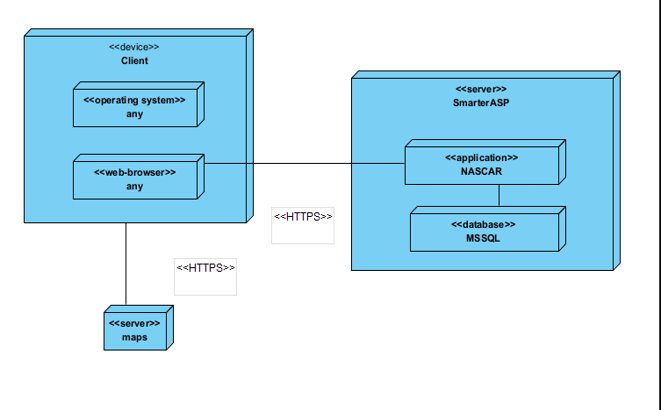 <<device>>
Client
<<operating system>>
any
<<web-browser>>
any
<<server>>
SmarterASP
<<application>>
NASCAR
<<database>>
MSSQL
<<HTTPS>>
<<HTTPS>>
<<server>>
maps